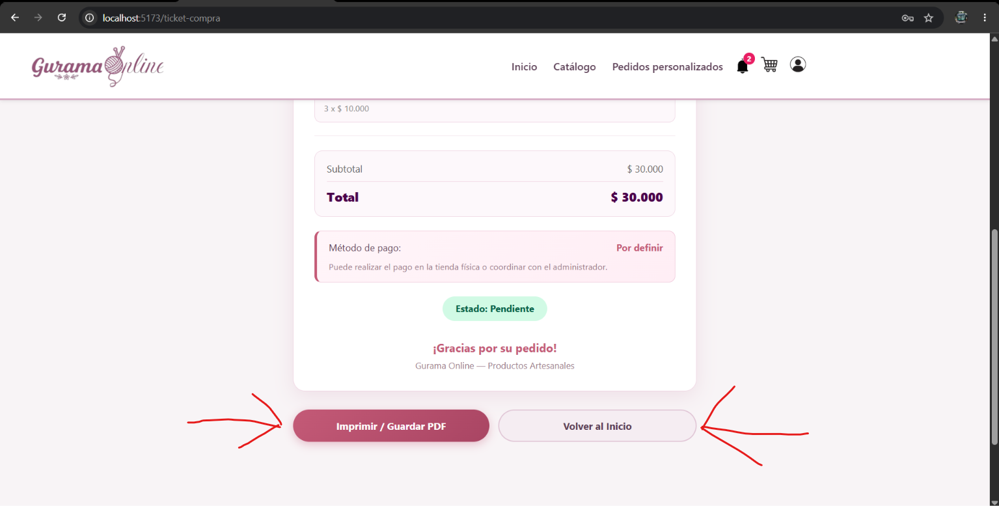 localhost:5173/ticket-compra
Gurama Online
Inicio
Catálogo
Pedidos personalizados
2
3 x $ 10.000
Subtotal
$ 30.000
Total
$ 30.000
Método de pago:
Por definir
Puede realizar el pago en la tienda física o coordinar con el administrador.
Estado: Pendiente
¡Gracias por su pedido!
Gurama Online — Productos Artesanales
Imprimir / Guardar PDF
Volver al Inicio